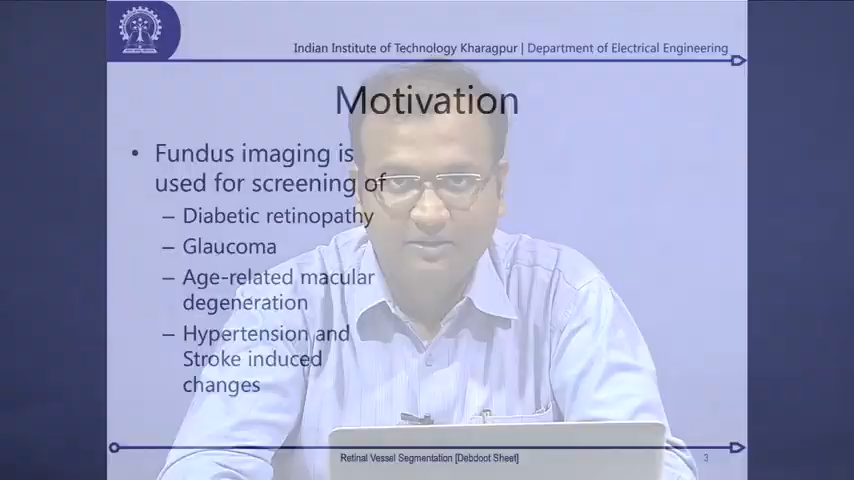 Indian Institute of Technology Kharagpur | Department of Electrical Engineering
Motivation
• Fundus imaging is
used for screening of
– Diabetic retinopathy
– Glaucoma
– Age-related macular
degeneration
– Hypertension and
Stroke induced
changes
Retinal Vessel Segmentation [Debdoot Sheet]
3